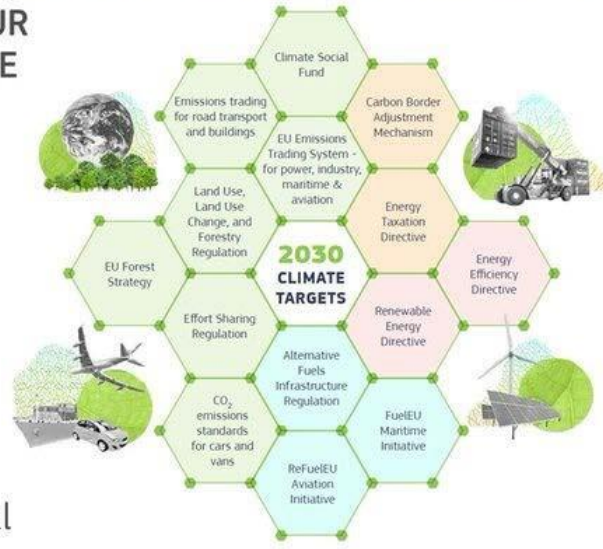 UR
E
Climate Social
Fund
Emissions trading
for road transport
and buildings
Carbon Border
Adjustment
Mechanism
EU Emissions
Trading System -
for power, industry,
maritime &
aviation
Land Use,
Land Use
Change, and
Forestry
Regulation
Energy
Taxation
Directive
EU Forest
Strategy
2030
CLIMATE
TARGETS
Energy
Efficiency
Directive
Effort Sharing
Regulation
Renewable
Energy
Directive
Alternative
Fuels
Infrastructure
Regulation
CO₂
emissions
standards
for cars and
vans
FuelEU
Maritime
Initiative
ReFuelEU
Aviation
Initiative
l